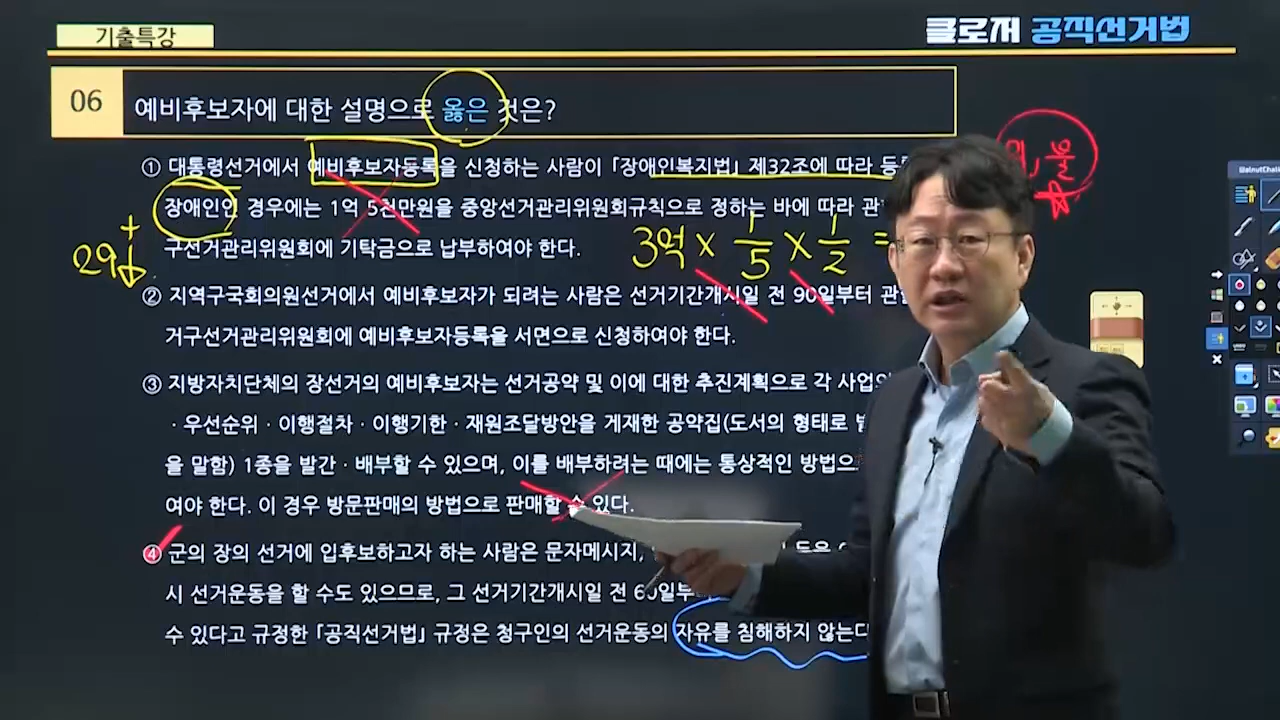 기출특강
클로저 공직선거법
06
예비후보자에 대한 설명으로 옳은 것은?
① 대통령선거에서 예비후보자등록을 신청하는 사람이 「장애인복지법」 제32조에 따라
장애인인 경우에는 1억 5천만원을 중앙선거관리위원회규칙으로 정하는 바에 따라
구선거관리위원회에 기탁금으로 납부하여야 한다.
3억 × 1/5 × 1/2 =
29↓
② 지역구국회의원선거에서 예비후보자가 되려는 사람은 선거기간개시일 전 90일부터
거구선거관리위원회에 예비후보자등록을 서면으로 신청하여야 한다.
③ 지방자치단체의 장선거의 예비후보자는 선거공약 및 이에 대한 추진계획으로 각
· 우선순위 · 이행절차 · 이행기한 · 재원조달방안을 게재한 공약집(도서의 형태로
을 말함) 1종을 발간 · 배부할 수 있으며, 이를 배부하려는 때에는 통상적인 방법으
여야 한다. 이 경우 방문판매의 방법으로 판매할 수 있다.
④ 군의 장의 선거에 입후보하고자 하는 사람은 문자메시지,
시 선거운동을 할 수도 있으므로, 그 선거기간개시일 전 60일부
수 있다고 규정한 「공직선거법」 규정은 청구인의 선거운동의 자유를 침해하지 않는다